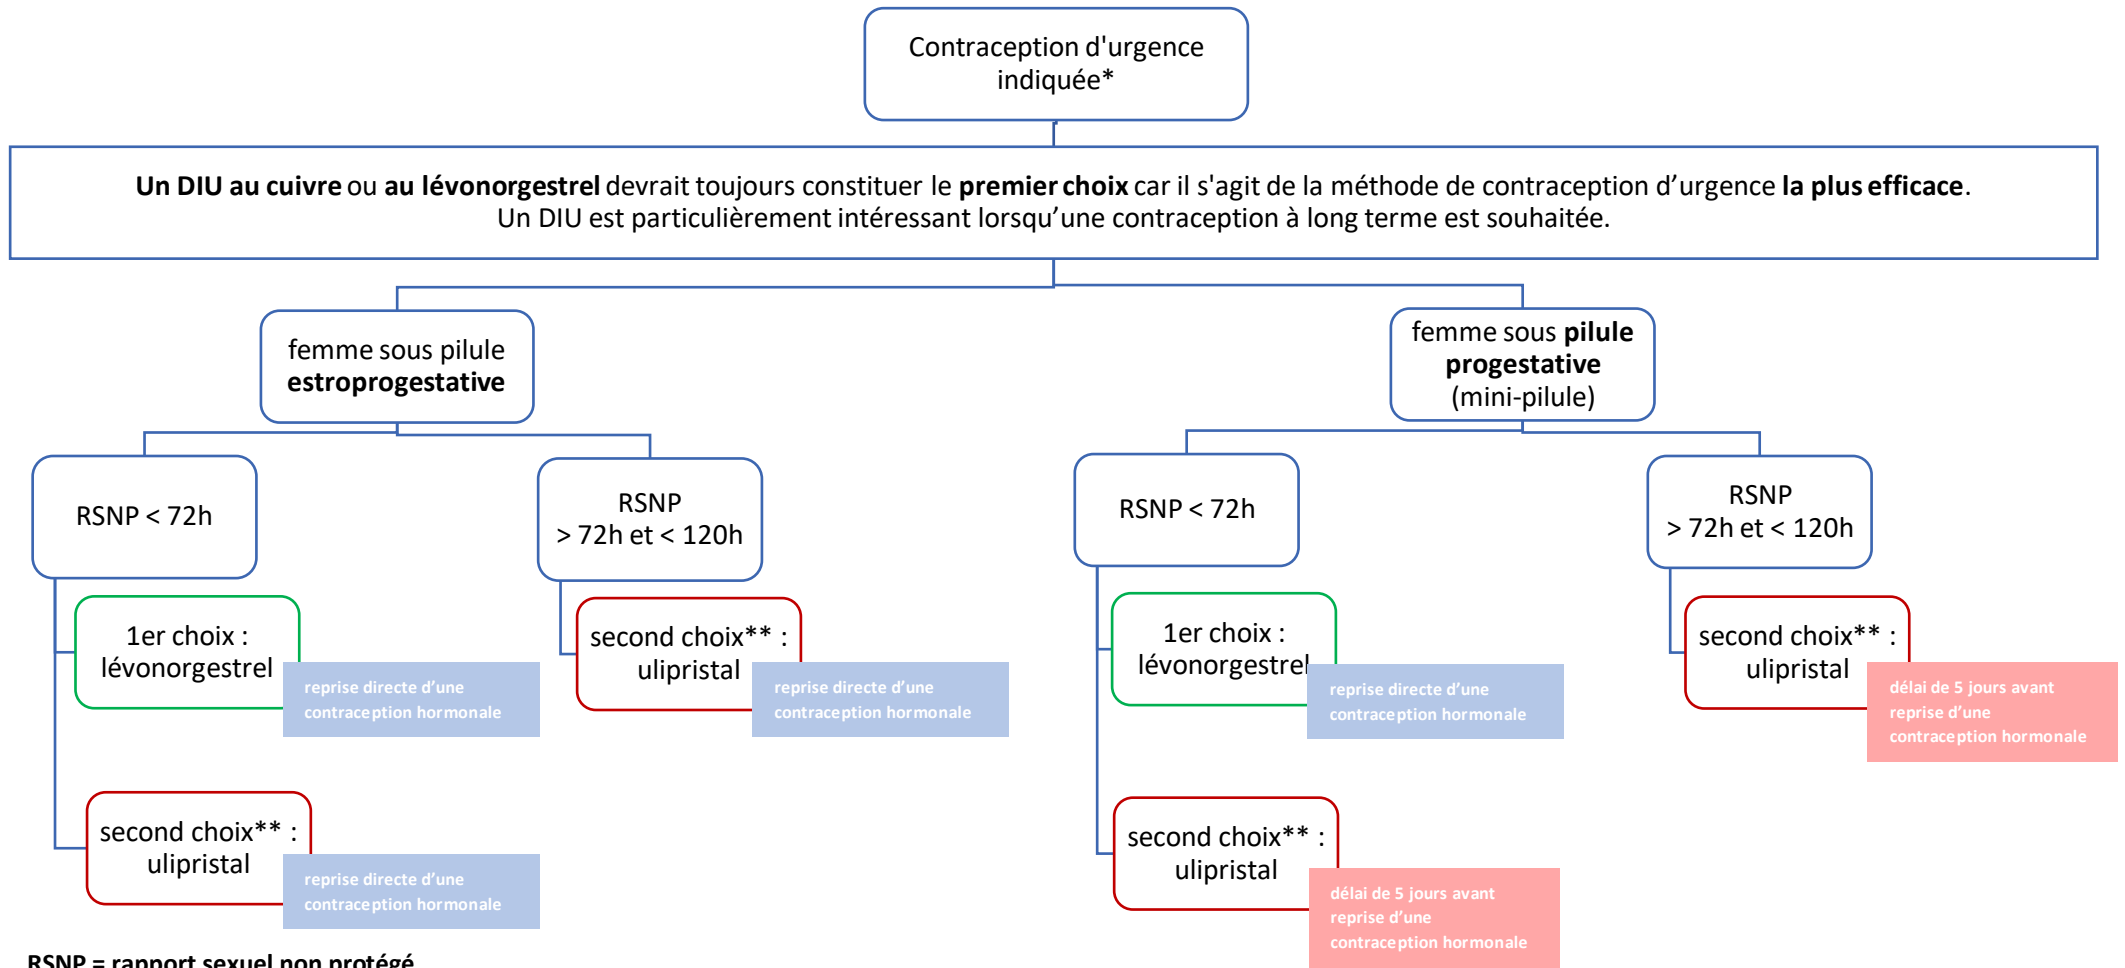 Contraception d'urgence
indiquée*
Un DIU au cuivre ou au lévonorgestrel devrait toujours constituer le premier choix car il s'agit de la méthode de contraception d’urgence la plus efficace.
Un DIU est particulièrement intéressant lorsqu’une contraception à long terme est souhaitée.
femme sous pilule
estroprogestative
femme sous pilule
progestative
(mini-pilule)
RSNP < 72h
RSNP
> 72h et < 120h
RSNP < 72h
RSNP
> 72h et < 120h
1er choix :
lévonorgestrel
reprise directe d’une
contraception hormonale
second choix** :
ulipristal
reprise directe d’une
contraception hormonale
1er choix :
lévonorgestrel
reprise directe d’une
contraception hormonale
second choix** :
ulipristal
délai de 5 jours avant
reprise d’une
contraception hormonale
second choix** :
ulipristal
reprise directe d’une
contraception hormonale
second choix** :
ulipristal
délai de 5 jours avant
reprise d’une
contraception hormonale
RSNP = rapport sexuel non protégé